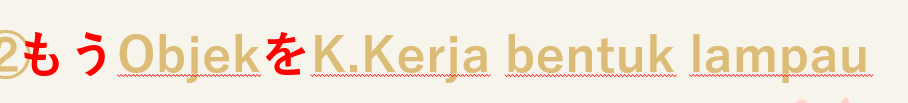 ②もうObjekをK.Kerja bentuk lampau